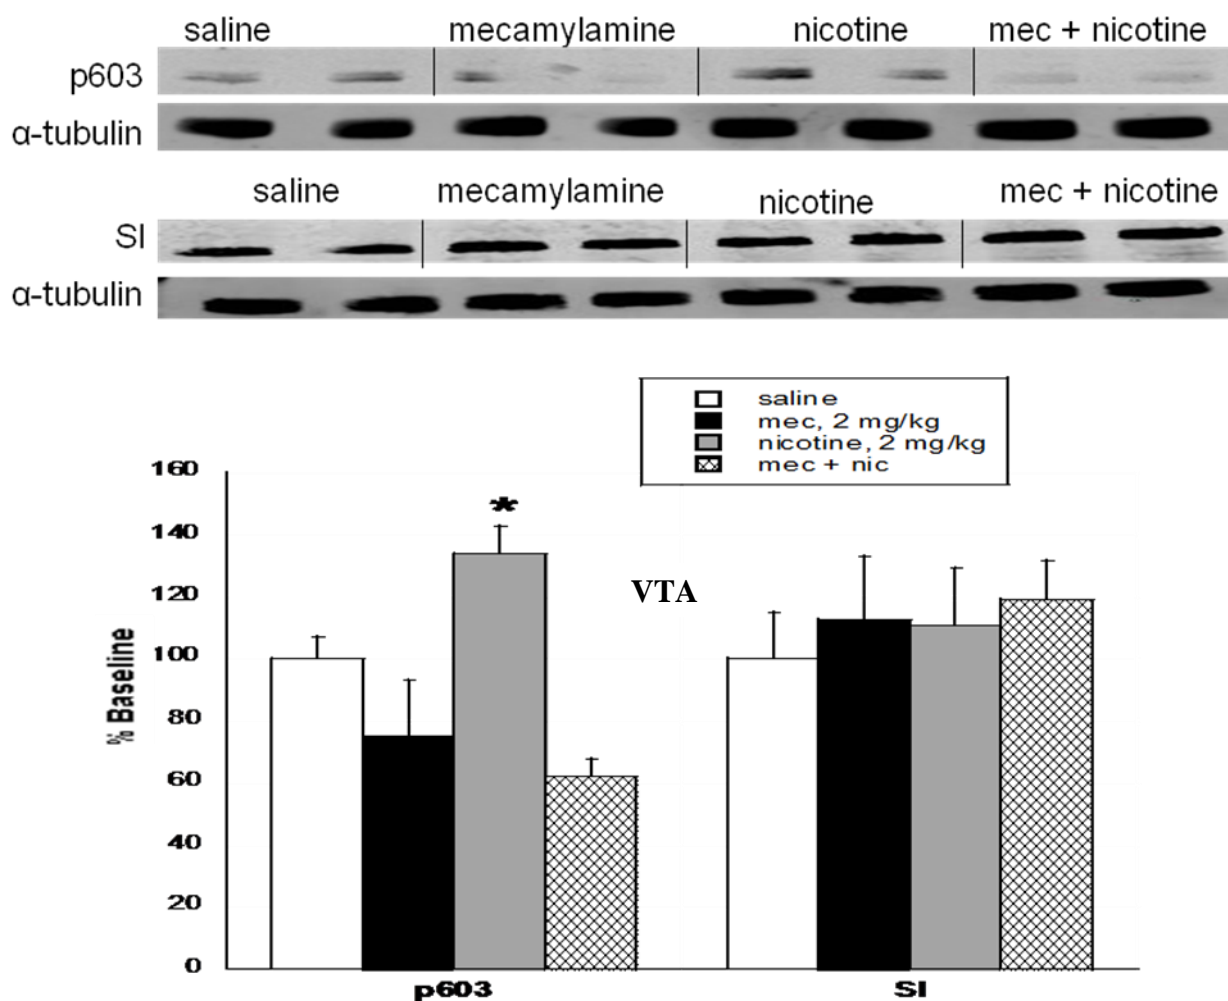 saline mecamylamine nicotine mec + nicotine
p603
α-tubulin
saline mecamylamine nicotine mec + nicotine
SI
α-tubulin
saline
mec, 2 mg/kg
nicotine, 2 mg/kg
mec + nic
160
140
120
100
80
60
40
20
0
% Baseline
*
VTA
p603 SI